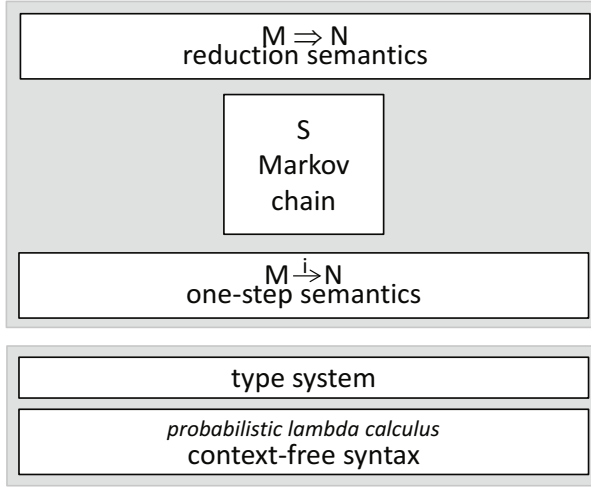 M ⇒ N
reduction semantics
S
Markov
chain
M →ⁱ N
one-step semantics
type system
probabilistic lambda calculus
context-free syntax